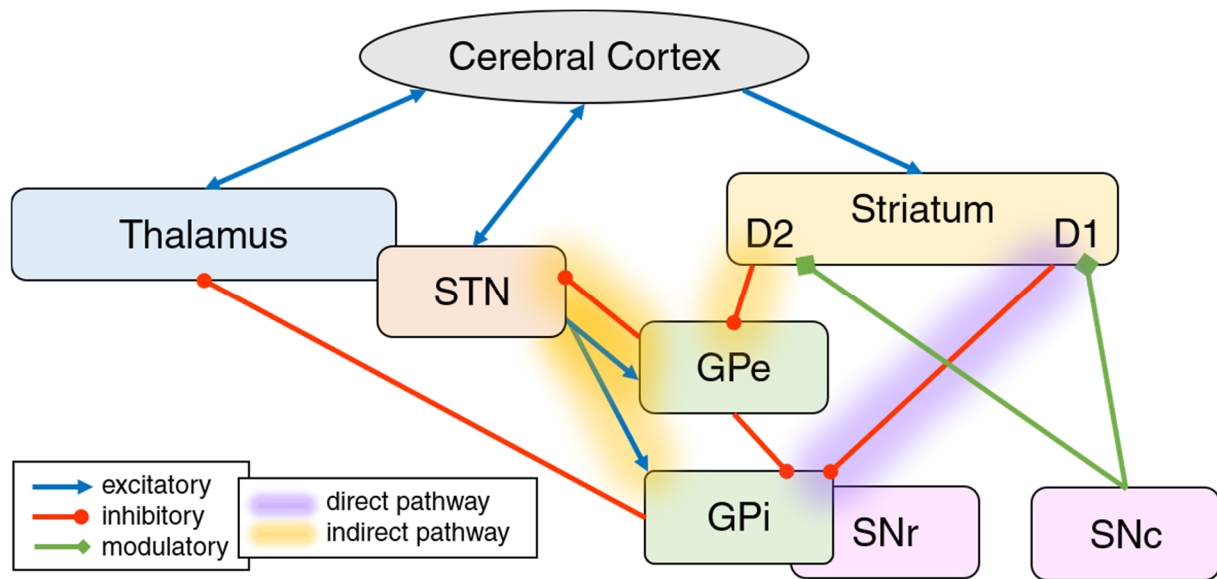 Cerebral Cortex
Thalamus
STN
Striatum
D2
D1
GPe
GPi
SNr
SNc
excitatory
inhibitory
modulatory
direct pathway
indirect pathway